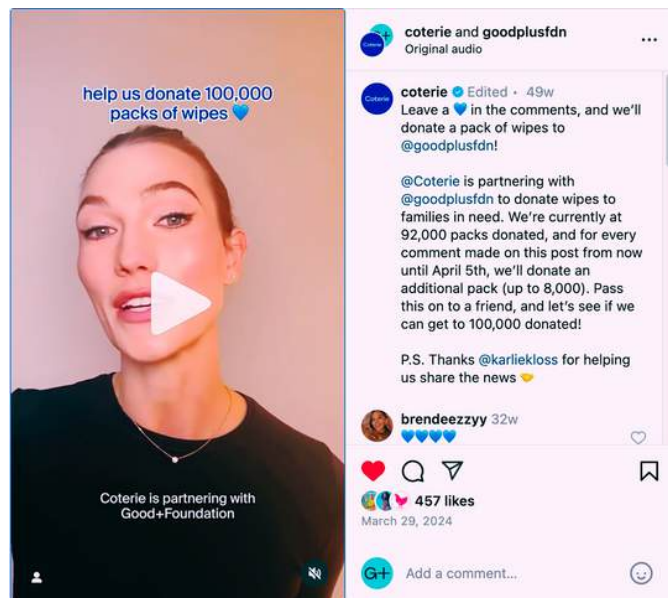 help us donate 100,000
packs of wipes 💙
Coterie is partnering with
Good+Foundation
G+
Coterie
coterie and goodplusfdn
Original audio
Coterie
coterie Edited · 49w
Leave a 💙 in the comments, and we'll
donate a pack of wipes to
@goodplusfdn!
@Coterie is partnering with
@goodplusfdn to donate wipes to
families in need. We're currently at
92,000 packs donated, and for every
comment made on this post from now
until April 5th, we'll donate an
additional pack (up to 8,000). Pass
this on to a friend, and let's see if we
can get to 100,000 donated!
P.S. Thanks @karliekloss for helping
us share the news 🤝
brendeezzyy 32w
💙💙💙💙
457 likes
March 29, 2024
G+ Add a comment...